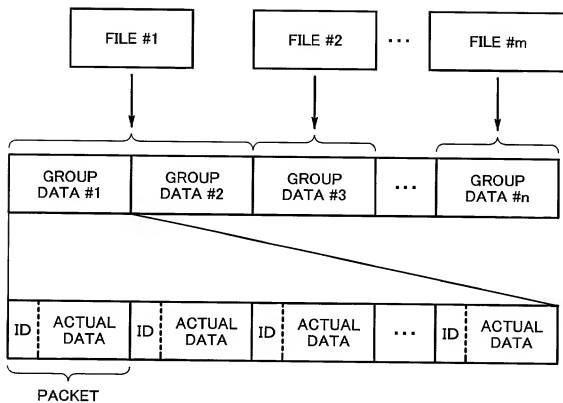 FILE #1
FILE #2
...
FILE #m
GROUP
DATA #1
GROUP
DATA #2
GROUP
DATA #3
...
GROUP
DATA #n
ID
ACTUAL
DATA
ID
ACTUAL
DATA
ID
ACTUAL
DATA
...
ID
ACTUAL
DATA
PACKET